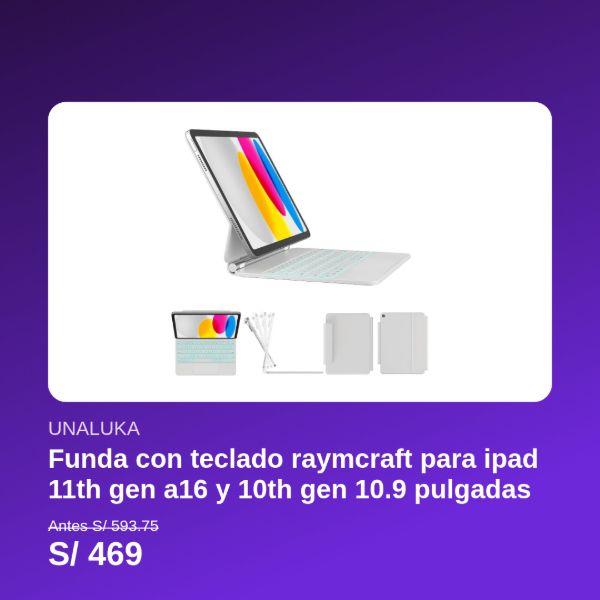 UNALUKA
Funda con teclado raymcraft para ipad
11th gen a16 y 10th gen 10.9 pulgadas
Antes S/ 593.75
S/ 469